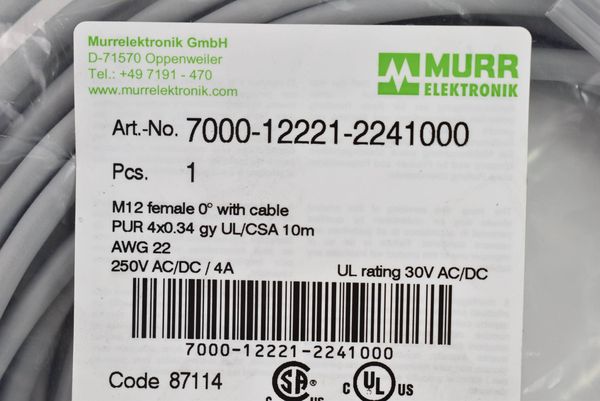 Murrelektronik GmbH
D-71570 Oppenweiler
Tel.: +49 7191 - 470
www.murrelektronik.com
MURR
ELEKTRONIK
Art.-No. 7000-12221-2241000
Pcs. 1
M12 female 0° with cable
PUR 4x0.34 gy UL/CSA 10m
AWG 22
250V AC/DC / 4A
UL rating 30V AC/DC
7000-12221-2241000
Code 87114
SA ®
C UL US